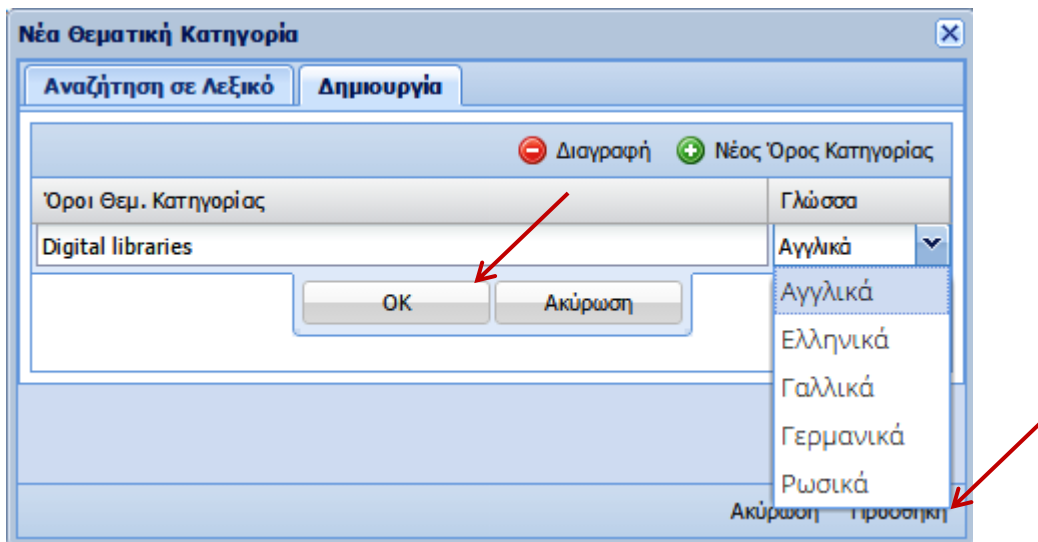 Νέα Θεματική Κατηγορία
Αναζήτηση σε Λεξικό Δημιουργία
Διαγραφή Νέος Όρος Κατηγορίας
Όροι Θεμ. Κατηγορίας Γλώσσα
Digital libraries Αγγλικά
OK Ακύρωση
Αγγλικά
Ελληνικά
Γαλλικά
Γερμανικά
Ρωσικά
Ακύρωση Προσθήκη